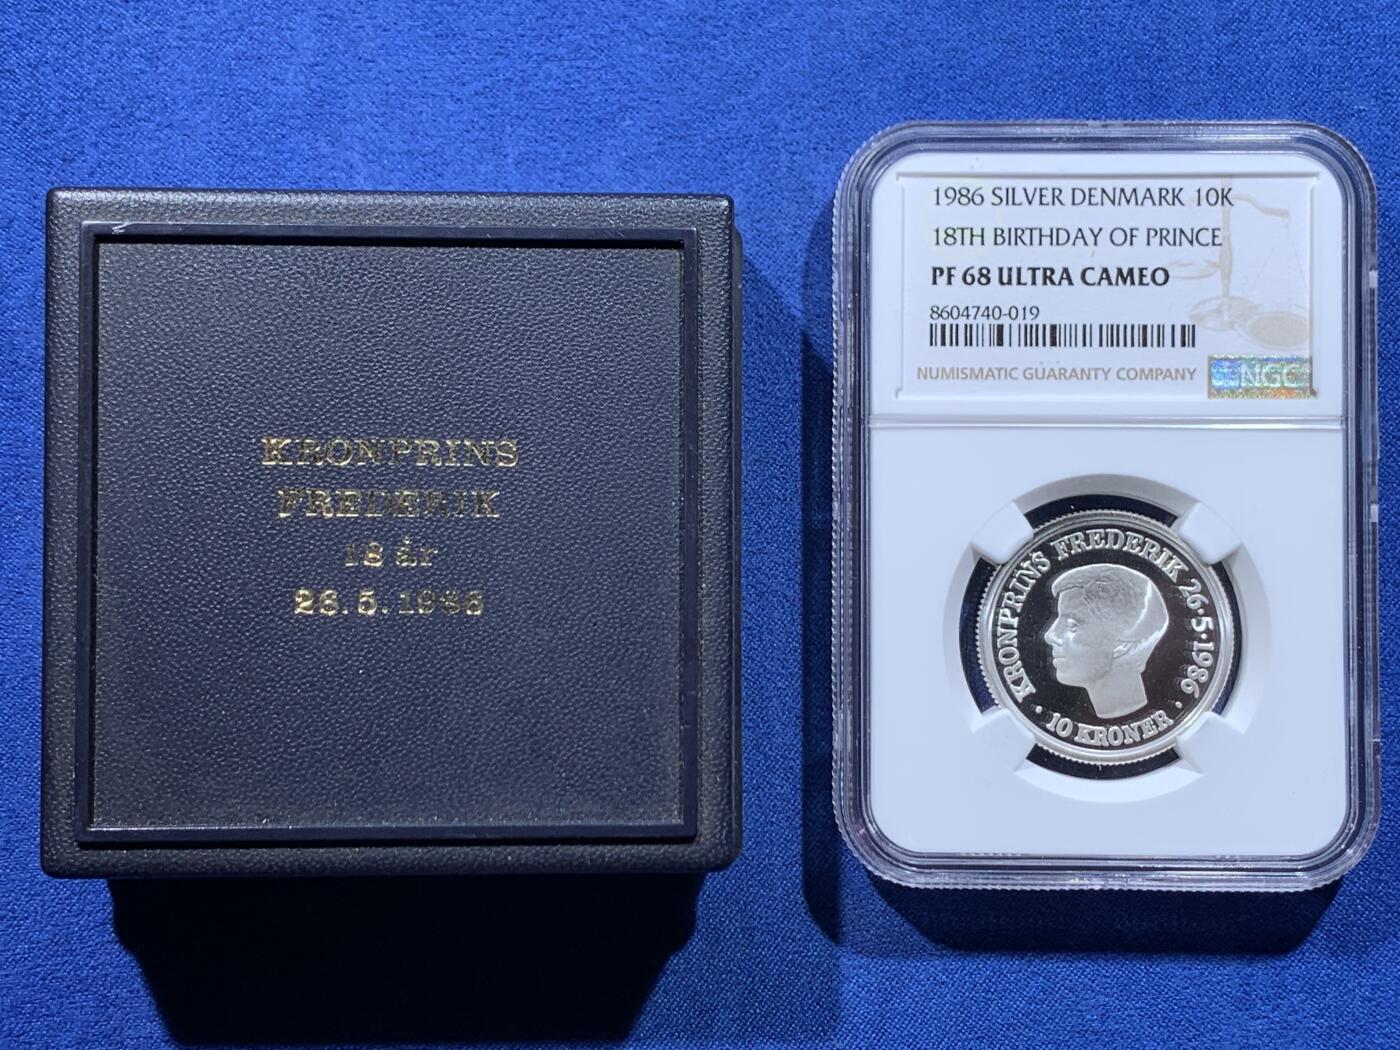 KRONPRINS
FREDERIK
18 år
26.5.1986
1986 SILVER DENMARK 10K
18TH BIRTHDAY OF PRINCE
PF 68 ULTRA CAMEO
8604740-019
NUMISMATIC GUARANTY COMPANY
NGC
KRONPRINS FREDERIK 26·5·1986
· 10 KRONER ·